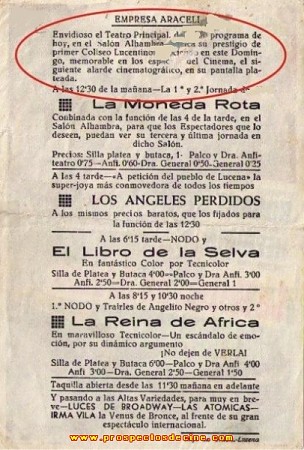 EMPRESA ARACELI
Envidioso el Teatro Principal, programa de
hoy, en el Salón Alhambra su prestigio de
primer Coliseo Lucentino en este Domin-
go, memorable en los del Cinema, el si-
guiente alarde cinematográfico, en su pantalla pla-
teada.
A las 12'30 de la mañana—La 1ª y 2ª Jornada de
La Moneda Rota
Conbinada con la función de las 4 de la tarde, en el
Salón Alhambra, para que los Espectadores que lo
deseen, puedan ver su tercera y última jornada en
dicho Salón.
Precios: Silla platea y butaca, 1- Palco y Dra. Anfi-
teatro 0'75—Anfi. 0'60-Dra. General 0'50-General 0'25
A las 4 tarde—«A petición del pueblo de Lucena» la
super-joya más conmovedora de todos los tiempos
LOS ANGELES PERDIDOS
A los mismos precios baratos, que los fijados para
la función de las 12'30
A las 6'15 tarde—NODO y
El Libro de la Selva
En fantástico Color por Tecnicolor
Silla de Platea y Butaca 4'00—Palco y Dra Anfi. 3'00
Anfi. 2'50—Dra. General 2'00—General 1
A las 8'15 y 10'30 noche
1.º NODO y Trairles de Angelito Negro y otros y 2º
La Reina de Africa
En maravilloso Tecnicolor—Un escándalo de emo-
ción, por su dinámico argumento
¡No dejen de VERLA!
Silla de Platea y Butaca 6'00—Palco y Dra Anfi. 4'50
Anfi. 3'60—Dra. General 2'50—General 1'50
Taquilla abierta desde las 11'30 mañana en adelante
Y pasando a las Altas Variedades, para muy en bre-
ve—LUCES DE BROADWAY—LAS ATOMICAS—
IRMA VILA la Venus de Bronce, al frente de su gran
espectáculo internacional.
Lucena
www.prospectosdecine.com